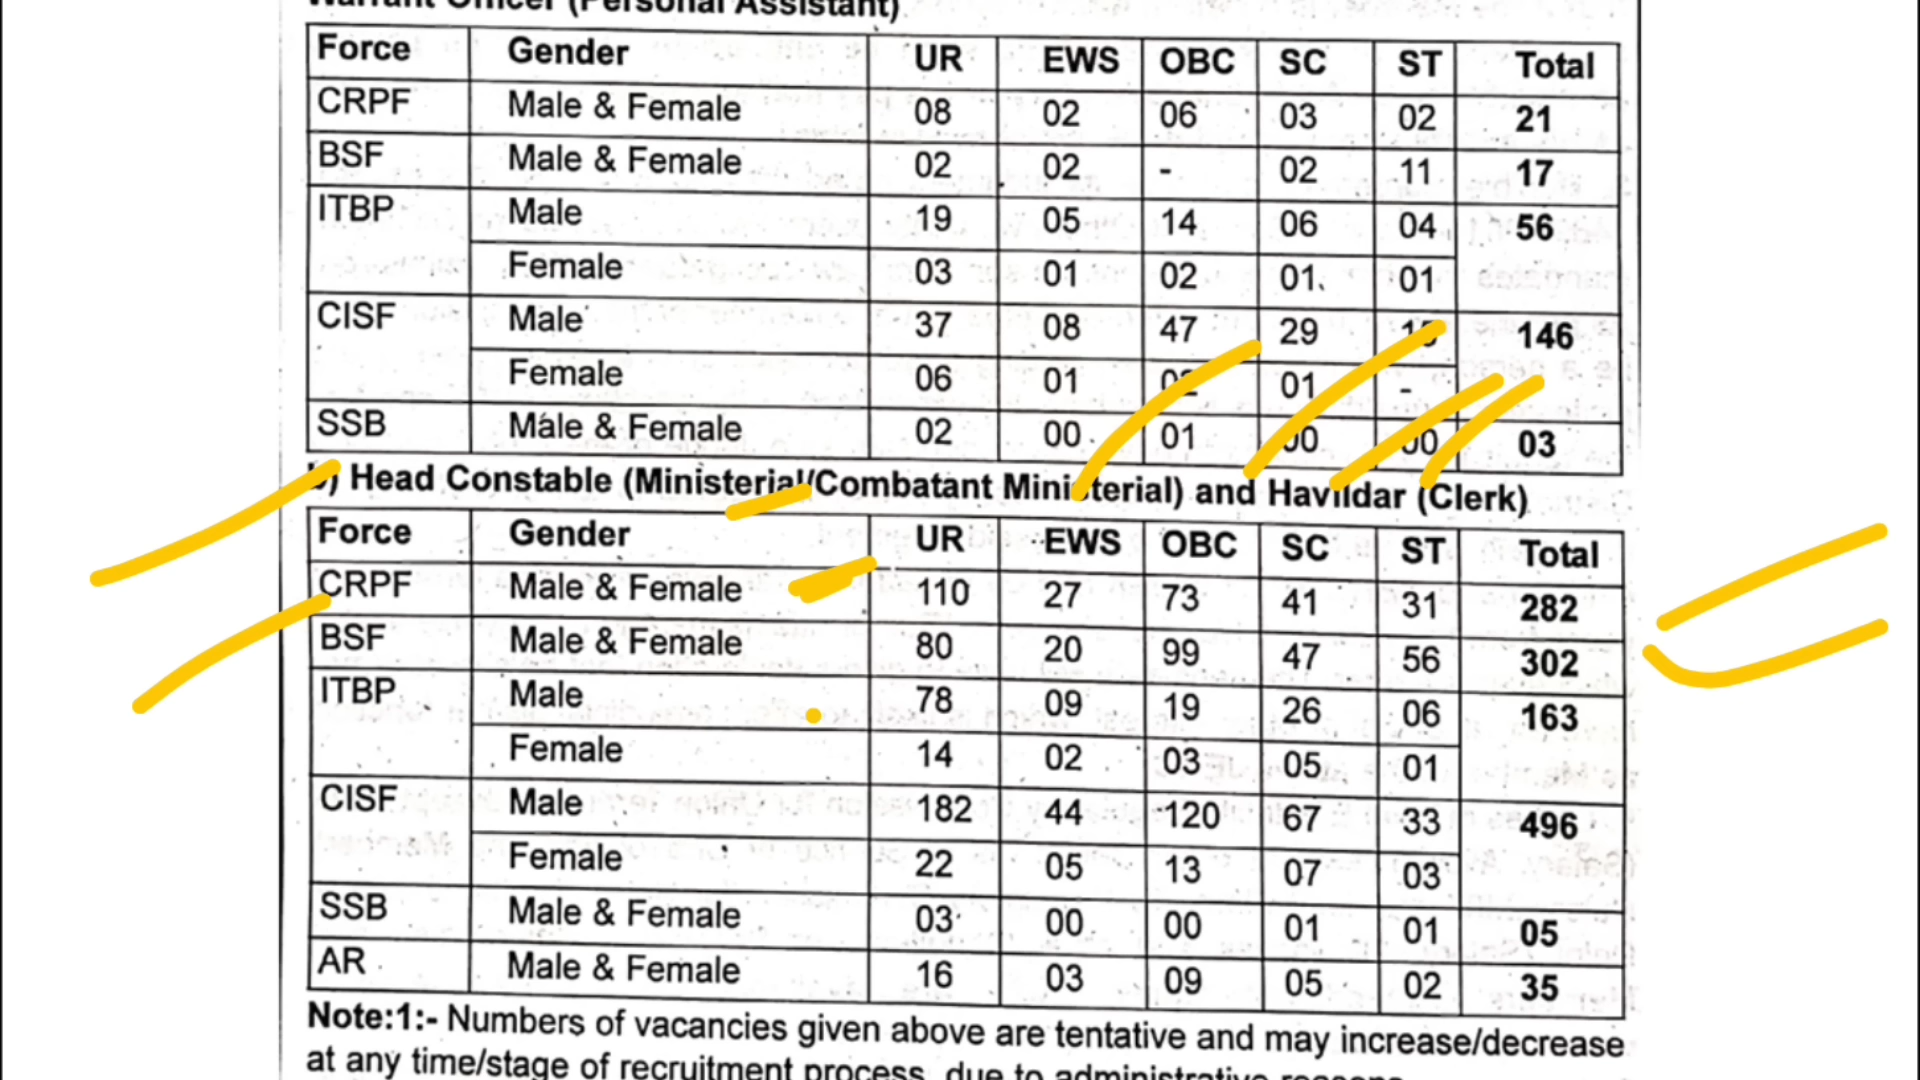 Warrant Officer (Personal Assistant)
Force Gender UR EWS OBC SC ST Total
CRPF Male & Female 08 02 06 03 02 21
BSF Male & Female 02 02 - 02 11 17
ITBP Male 19 05 14 06 04 56
Female 03 01 02 01 01
CISF Male 37 08 47 29 15 146
Female 06 01 02 01 -
SSB Male & Female 02 00 01 00 00 03
b) Head Constable (Ministerial/Combatant Ministerial) and Havildar (Clerk)
Force Gender UR EWS OBC SC ST Total
CRPF Male & Female 110 27 73 41 31 282
BSF Male & Female 80 20 99 47 56 302
ITBP Male 78 09 19 26 06 163
Female 14 02 03 05 01
CISF Male 182 44 120 67 33 496
Female 22 05 13 07 03
SSB Male & Female 03 00 00 01 01 05
AR Male & Female 16 03 09 05 02 35
Note:1:- Numbers of vacancies given above are tentative and may increase/decrease
at any time/stage of recruitment process, due to administrative reasons.